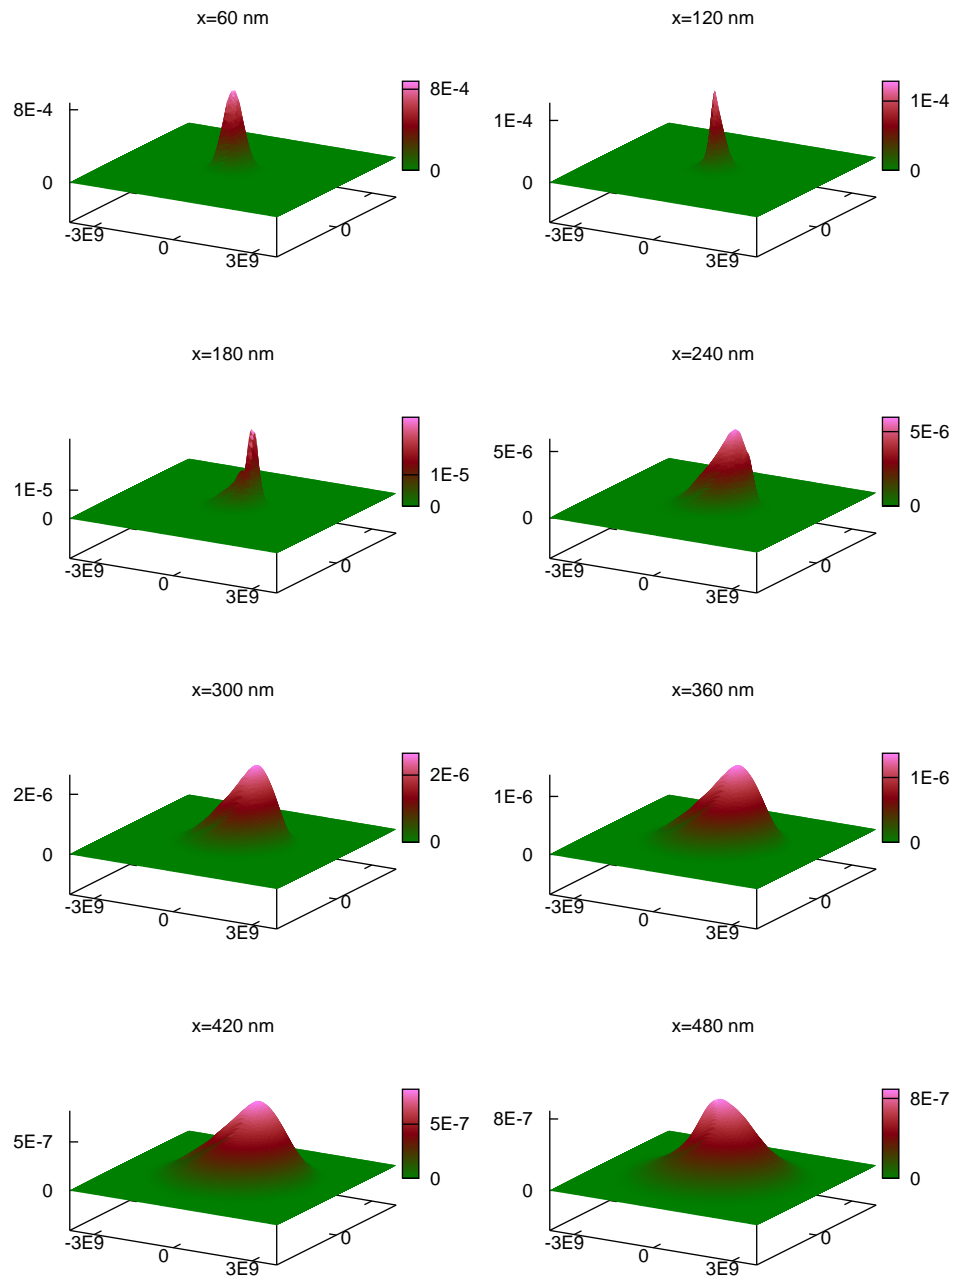 x=60 nm
x=120 nm
8E-4
0
-3E9
0
3E9
0
8E-4
0
1E-4
0
-3E9
0
3E9
0
1E-4
0
x=180 nm
x=240 nm
1E-5
0
-3E9
0
3E9
0
1E-5
0
5E-6
0
-3E9
0
3E9
0
5E-6
0
x=300 nm
x=360 nm
2E-6
0
-3E9
0
3E9
0
2E-6
0
1E-6
0
-3E9
0
3E9
0
1E-6
0
x=420 nm
x=480 nm
5E-7
0
-3E9
0
3E9
0
5E-7
0
8E-7
0
-3E9
0
3E9
0
8E-7
0